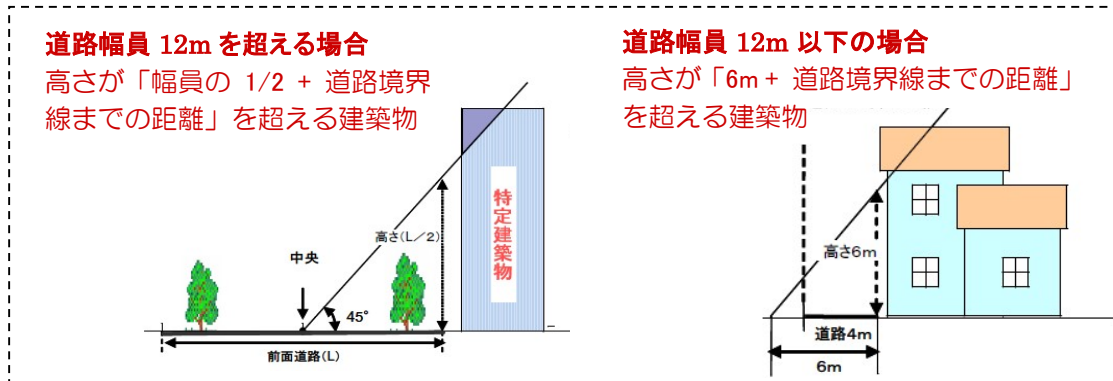 道路幅員 12m を超える場合
高さが「幅員の 1/2 + 道路境界
線までの距離」を超える建築物
特定建築物
高さ(L/2)
中央
45°
前面道路(L)
道路幅員 12m 以下の場合
高さが「6m + 道路境界線までの距離」
を超える建築物
高さ6m
道路4m
6m